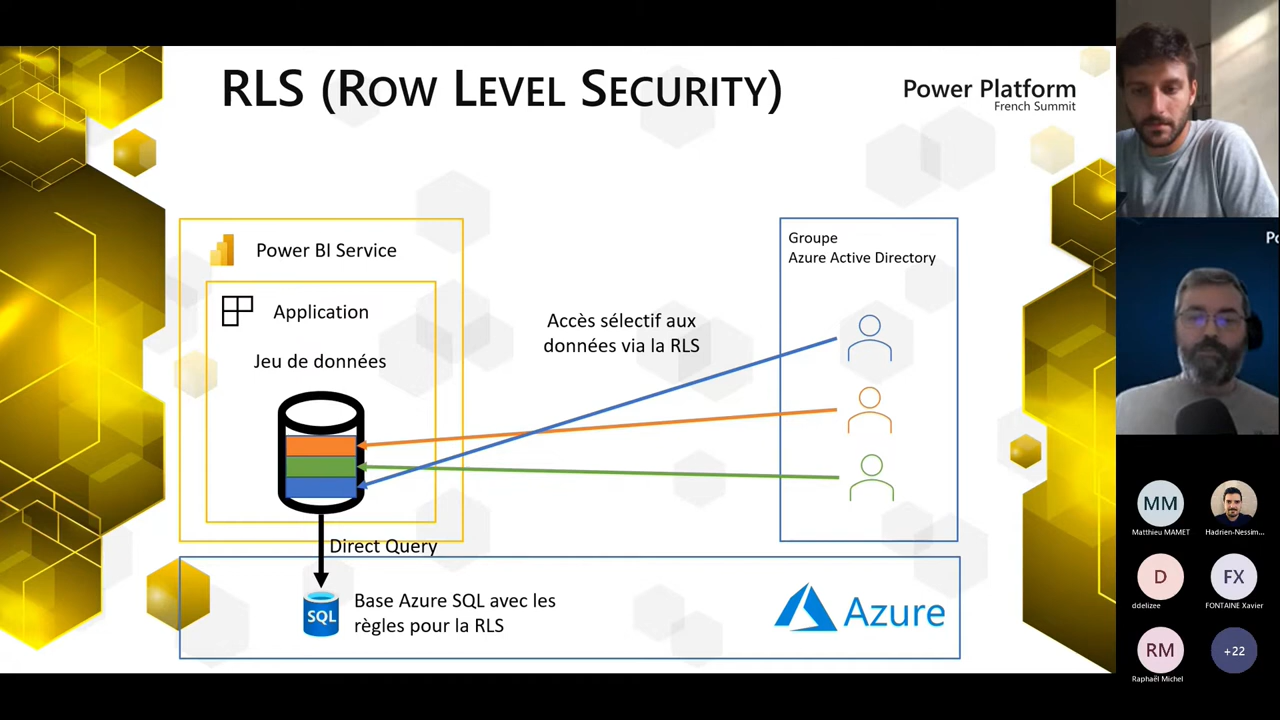 RLS (ROW LEVEL SECURITY)
Power Platform
French Summit
Power BI Service
Application
Jeu de données
Accès sélectif aux
données via la RLS
Groupe
Azure Active Directory
Direct Query
SQL
Base Azure SQL avec les
règles pour la RLS
Azure
MM
Matthieu MAMET
Hadrien-Nessim...
D
ddelizee
FX
FONTAINE Xavier
RM
Raphaël Michel
+22